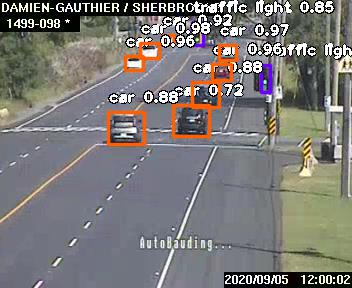 DAMIEN-GAUTHIER / SHERBRO
traffic light 0.85
1499-098 *
car 0.92
car 0.98
car 0.97
car 0.96
car 0.96
car 0.88
car 0.72
car 0.88
AutoBauding...
2020/09/05 12:00:02